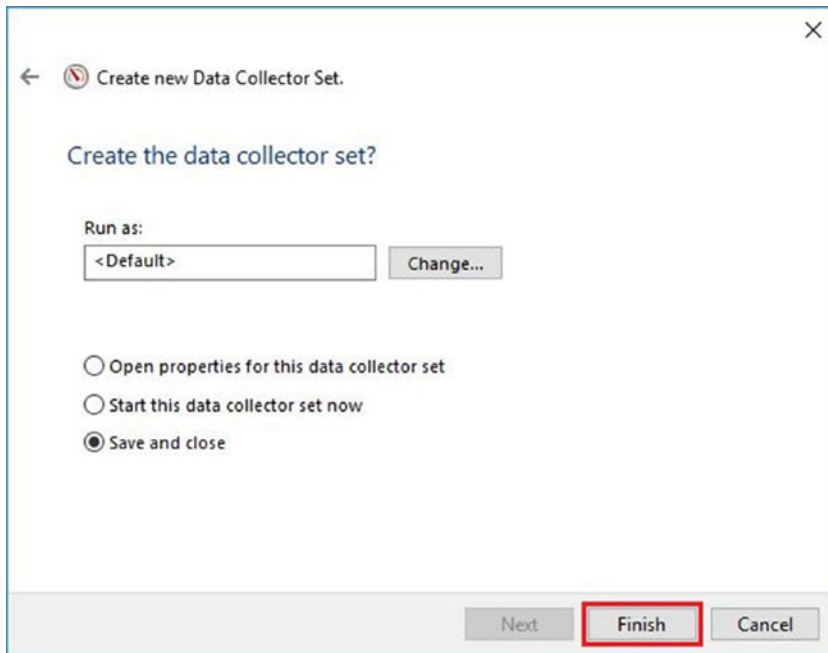 Create new Data Collector Set.
Create the data collector set?
Run as:
<Default>
Change...
Open properties for this data collector set
Start this data collector set now
Save and close
Next Finish Cancel